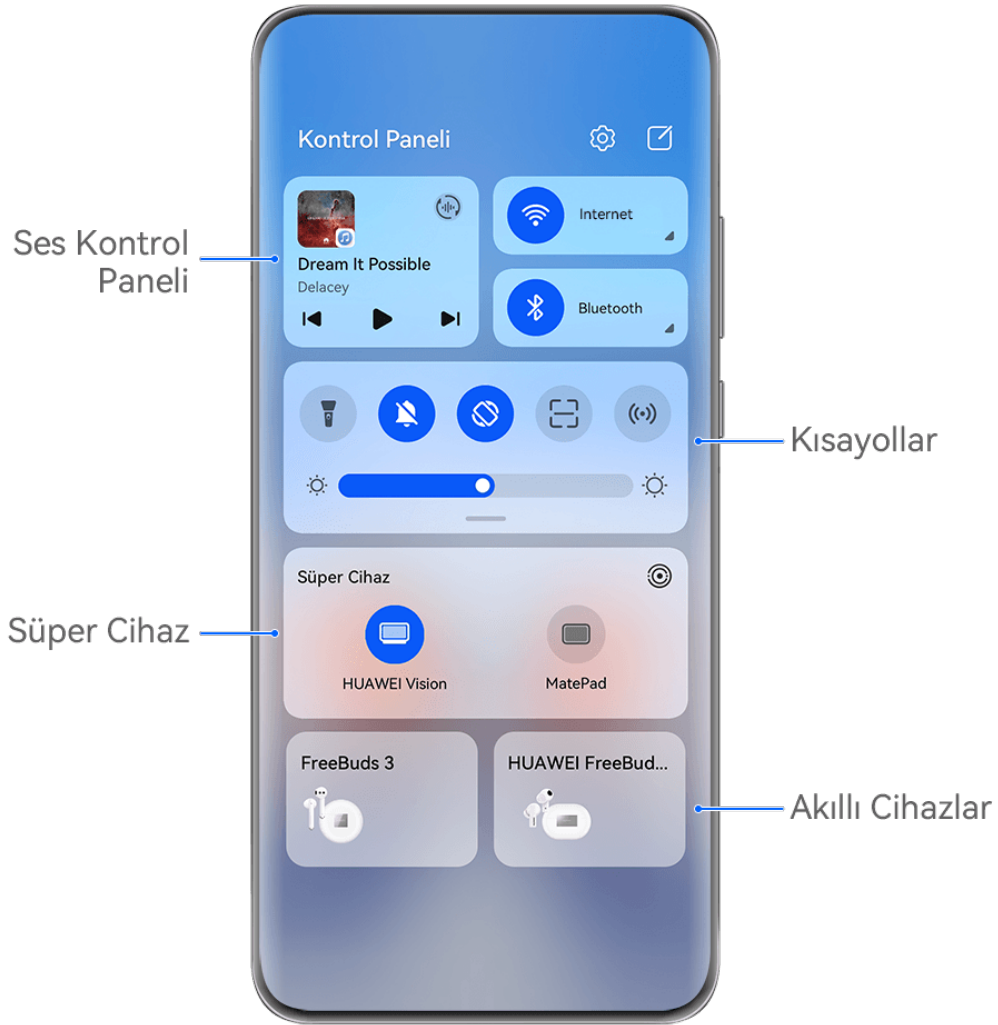 Kontrol Paneli
Ses Kontrol
Paneli
Dream It Possible
Delacey
Internet
Bluetooth
Kısayollar
Süper Cihaz
Süper Cihaz
HUAWEI Vision
MatePad
FreeBuds 3
HUAWEI FreeBud...
Akıllı Cihazlar